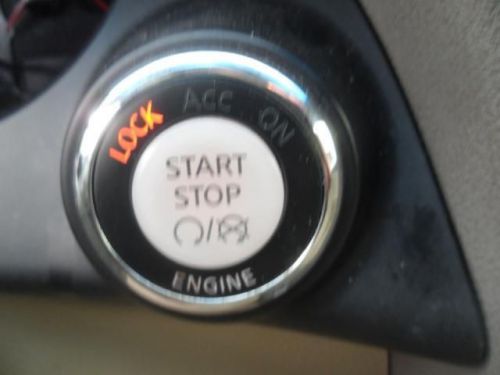 LOCK ACC ON
START
STOP
ENGINE